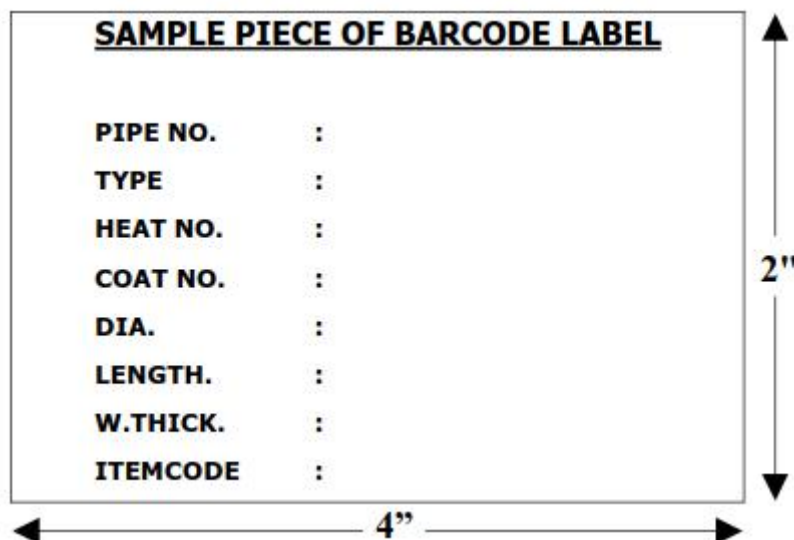 SAMPLE PIECE OF BARCODE LABEL
PIPE NO. :
TYPE :
HEAT NO. :
COAT NO. :
DIA. :
LENGTH. :
W.THICK. :
ITEMCODE :
2"
4”